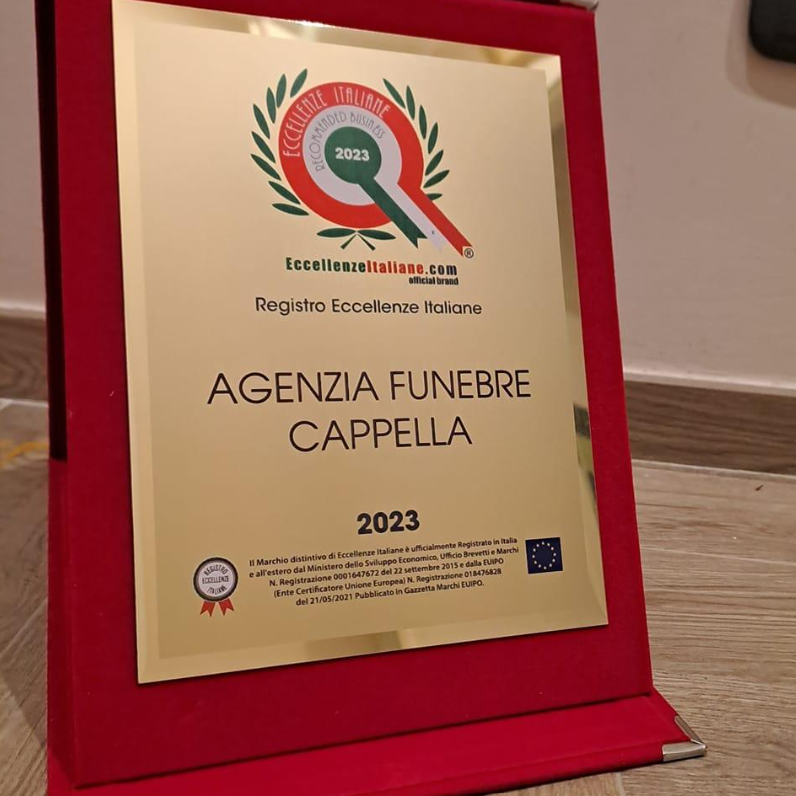 ECCELLENZE ITALIANE
RECOMMENDED BUSINESS
2023
®
EccellenzeItaliane.com
official brand
Registro Eccellenze Italiane
AGENZIA FUNEBRE
CAPPELLA
2023
Il Marchio distintivo di Eccellenze Italiane è ufficialmente Registrato in Italia
e all'estero dal Ministero dello Sviluppo Economico, Ufficio Brevetti e Marchi
N. Registrazione 0001647672 del 22 settembre 2015 e dalla EUIPO
(Ente Certificatore Unione Europea) N. Registrazione 018476828
del 21/05/2021 Pubblicato in Gazzetta Marchi EUIPO.
REGISTRO
ECCELLENZE
ITALIANE